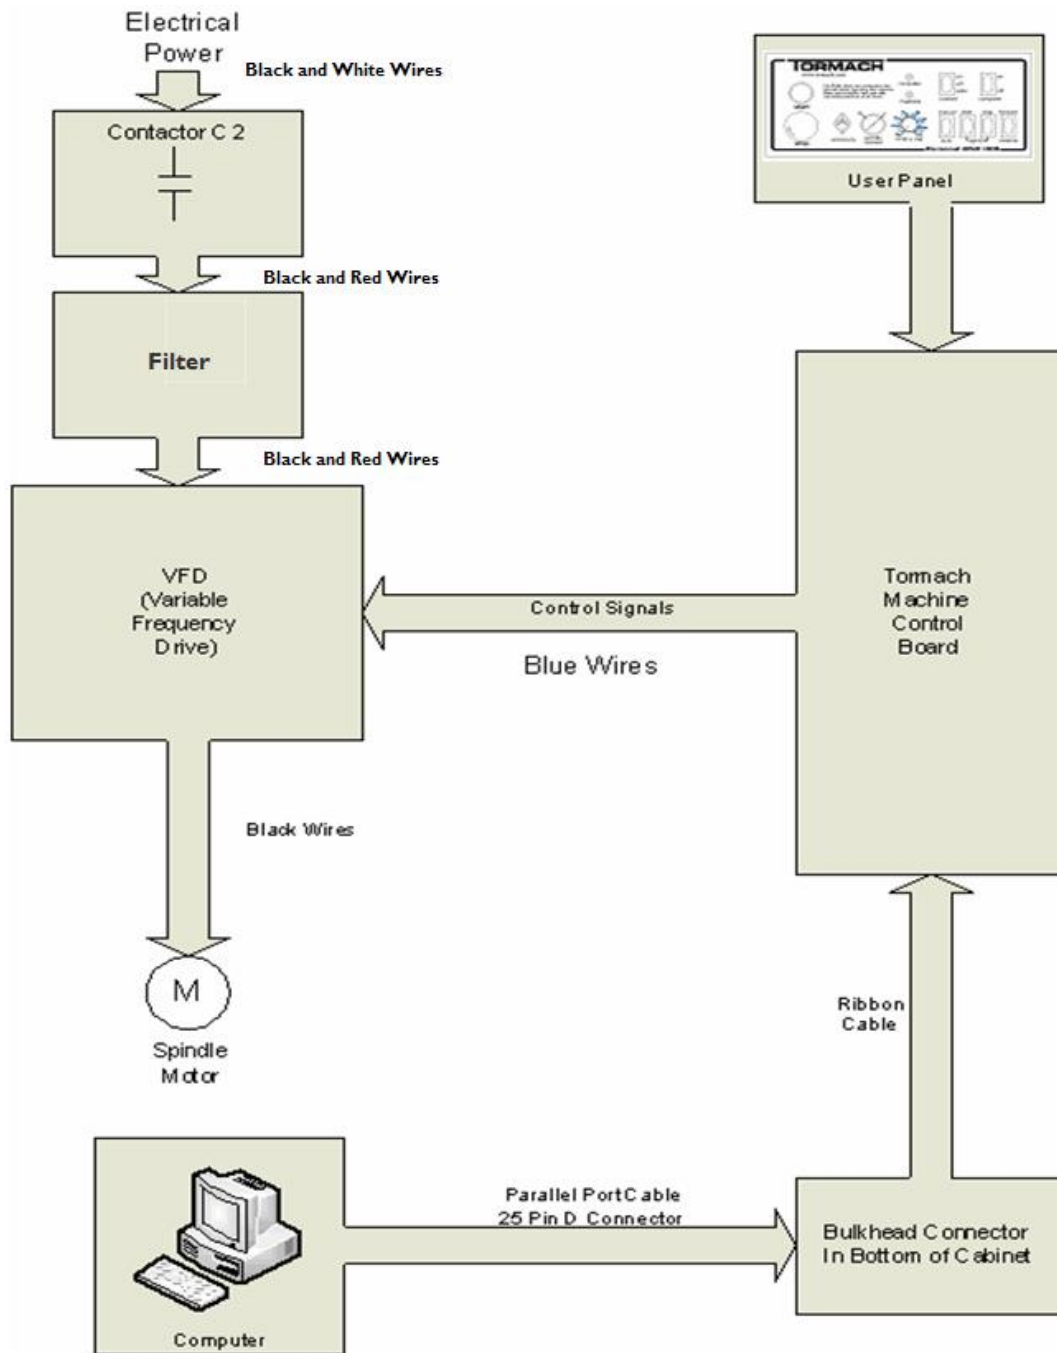 Electrical
Power
Black and White Wires
Contactor C 2
Black and Red Wires
Filter
Black and Red Wires
VFD
(Variable
Frequency
Drive)
Black Wires
M
Spindle
Motor
TORMACH
User Panel
Control Signals
Blue Wires
Tormach
Machine
Control
Board
Ribbon
Cable
Parallel Port Cable
25 Pin D Connector
Bulkhead Connector
In Bottom of Cabinet
Computer